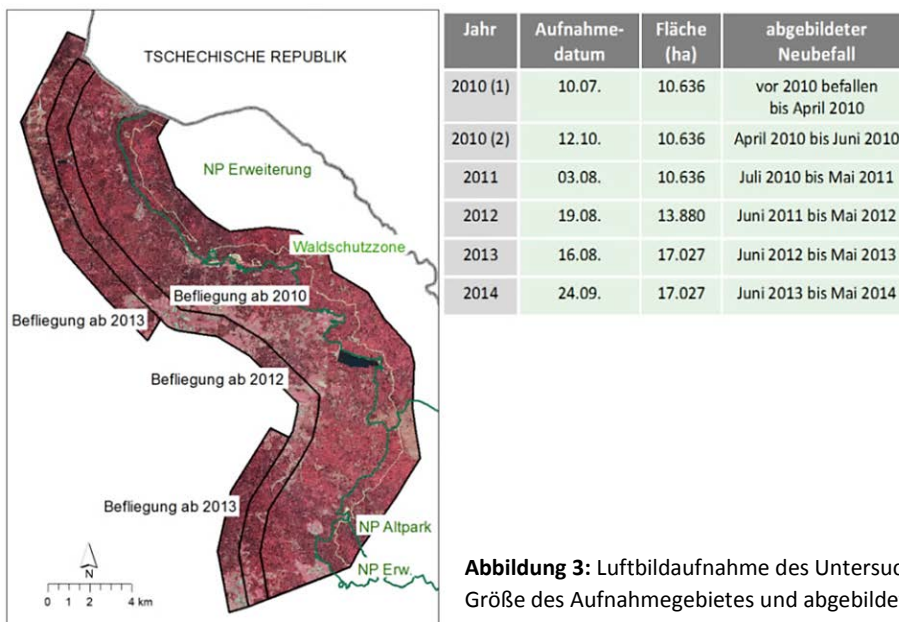 TSCHECHISCHE REPUBLIK
NP Erweiterung
Waldschutzzone
Befliegung ab 2010
Befliegung ab 2013
Befliegung ab 2012
Befliegung ab 2013
NP Altpark
NP Erw.
N
0 1 2 4 km
Jahr Aufnahme-datum Fläche (ha) abgebildeter Neubefall
2010 (1) 10.07. 10.636 vor 2010 befallen bis April 2010
2010 (2) 12.10. 10.636 April 2010 bis Juni 2010
2011 03.08. 10.636 Juli 2010 bis Mai 2011
2012 19.08. 13.880 Juni 2011 bis Mai 2012
2013 16.08. 17.027 Juni 2012 bis Mai 2013
2014 24.09. 17.027 Juni 2013 bis Mai 2014
Abbildung 3: Luftbildaufnahme des Untersuc
Größe des Aufnahmegebietes und abgebilde